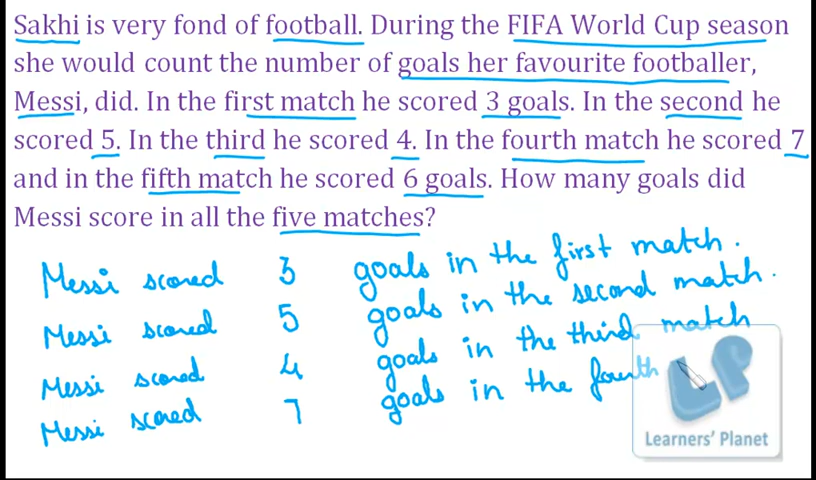 Sakhi is very fond of football. During the FIFA World Cup season
she would count the number of goals her favourite footballer,
Messi, did. In the first match he scored 3 goals. In the second he
scored 5. In the third he scored 4. In the fourth match he scored 7
and in the fifth match he scored 6 goals. How many goals did
Messi score in all the five matches?
Messi scored 3 goals in the first match.
Messi scored 5 goals in the second match.
Messi scored 4 goals in the third match
Messi scored 7 goals in the fourth
LP
Learners' Planet